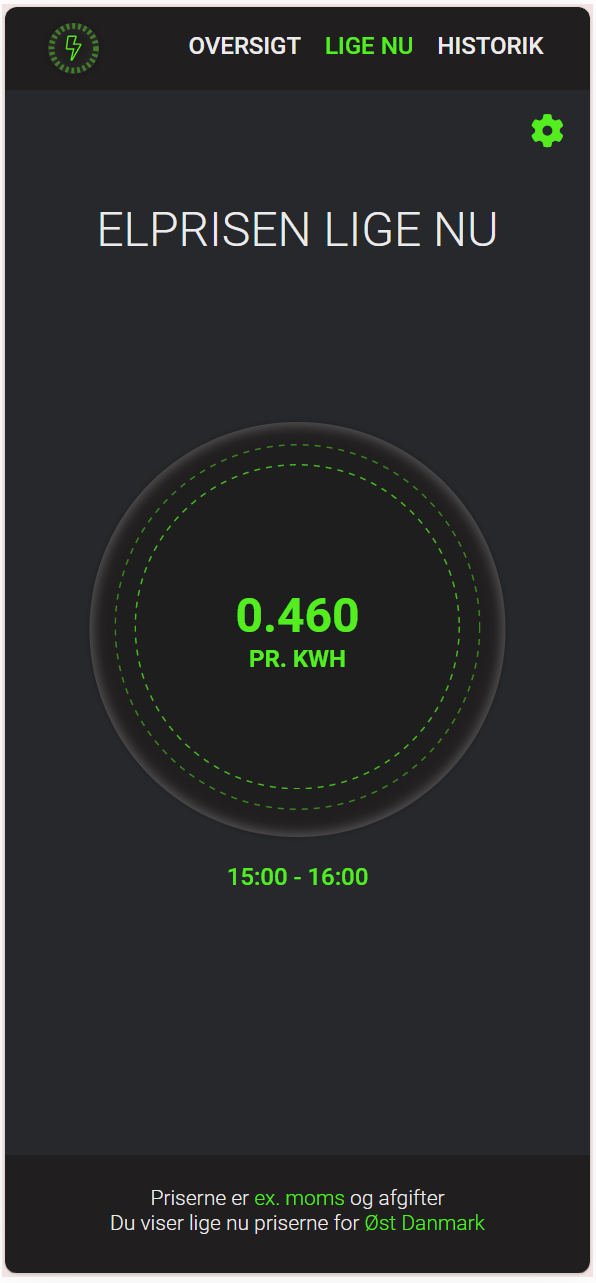 OVERSIGT LIGE NU HISTORIK
ELPRISEN LIGE NU
0.460
PR. KWH
15:00 - 16:00
Priserne er ex. moms og afgifter
Du viser lige nu priserne for Øst Danmark